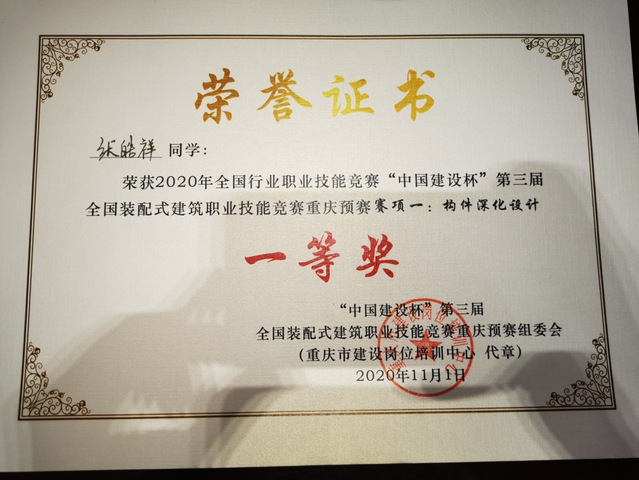 荣誉证书
张皓祥 同学：
荣获2020年全国行业职业技能竞赛“中国建设杯”第三届
全国装配式建筑职业技能竞赛重庆预赛赛项一：构件深化设计
一等奖
“中国建设杯”第三届
全国装配式建筑职业技能竞赛重庆预赛组委会
(重庆市建设岗位培训中心 代章)
2020年11月1日